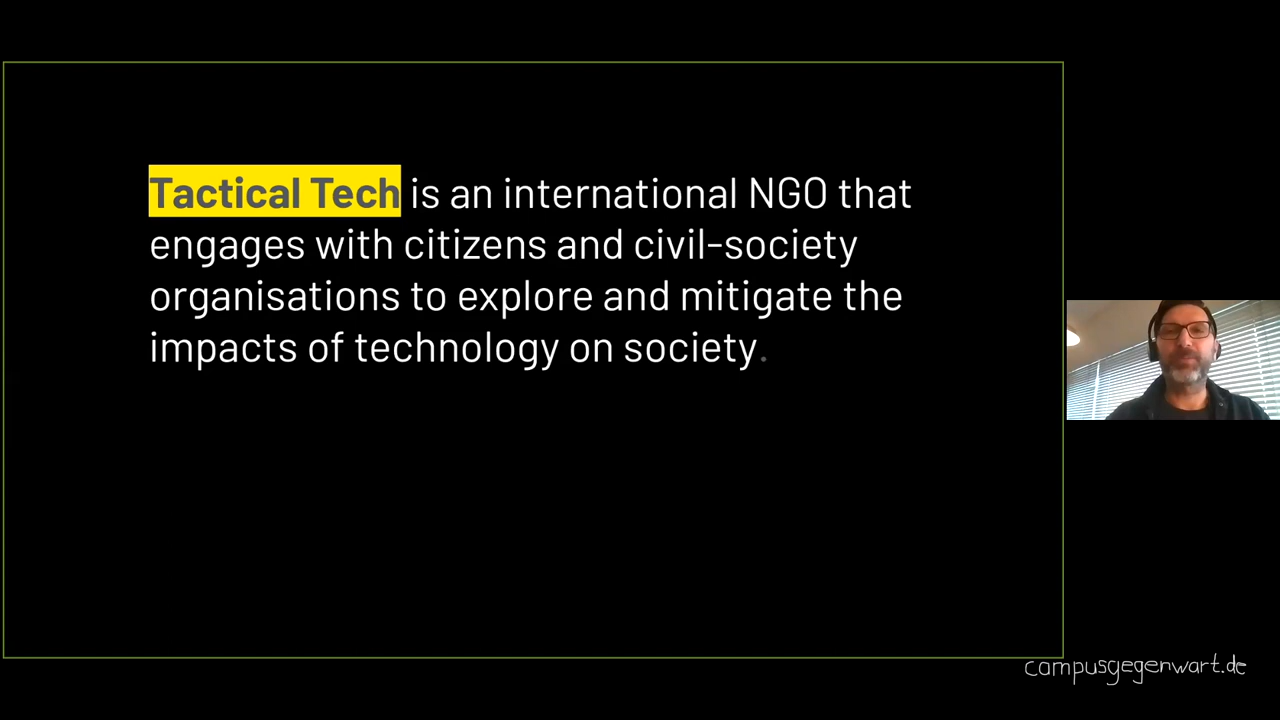 Tactical Tech is an international NGO that
engages with citizens and civil-society
organisations to explore and mitigate the
impacts of technology on society.
campusgegenwart.de